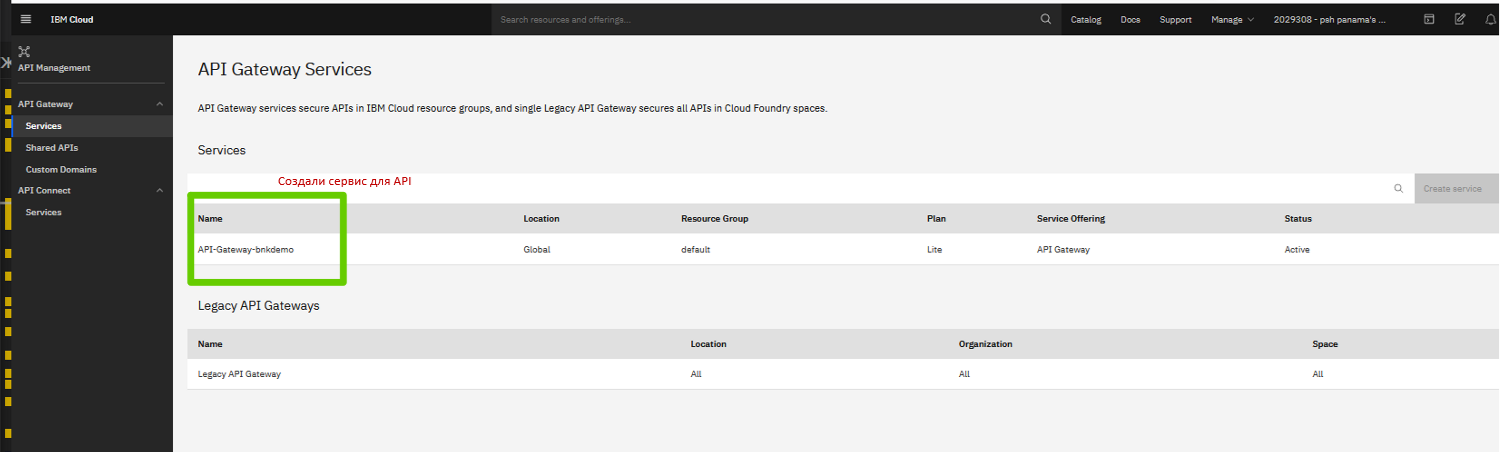 IBM Cloud
Search resources and offerings...
Catalog
Docs
Support
Manage
2029308 - psh panama's ...
API Management
API Gateway
Services
Shared APIs
Custom Domains
API Connect
Services
API Gateway Services
API Gateway services secure APIs in IBM Cloud resource groups, and single Legacy API Gateway secures all APIs in Cloud Foundry spaces.
Services
Создали сервис для API
Create service
Name Location Resource Group Plan Service Offering Status
API-Gateway-bnkdemo Global default Lite API Gateway Active
Legacy API Gateways
Name Location Organization Space
Legacy API Gateway All All All